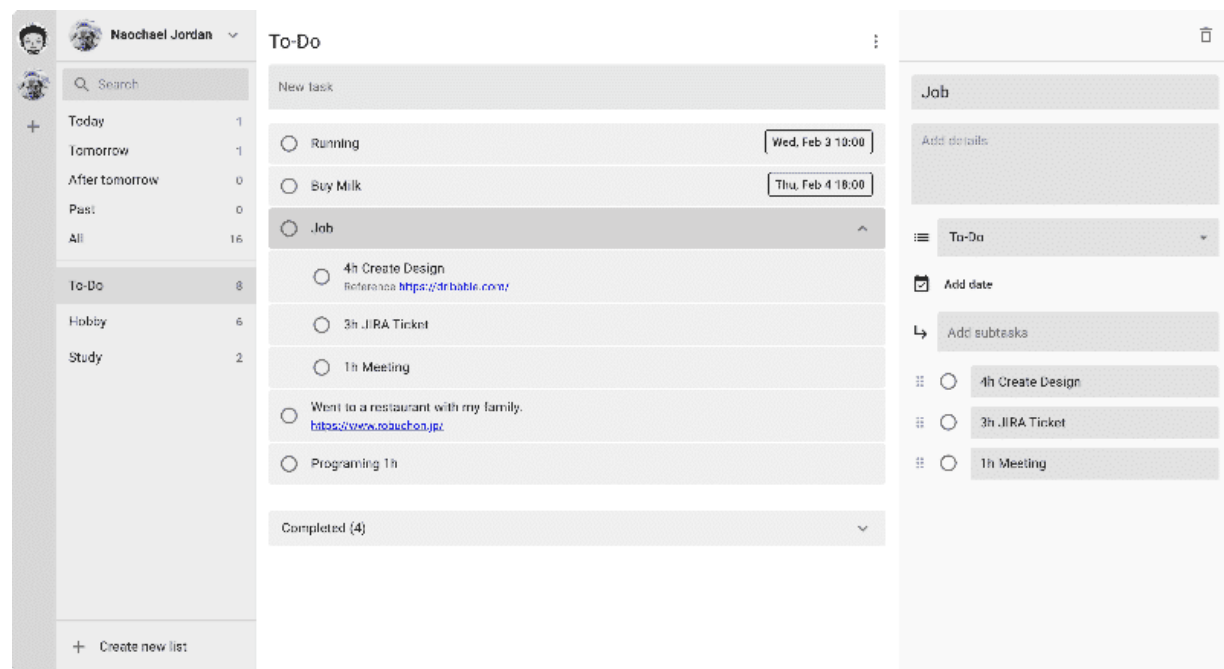 Naochael Jordan
Search
Today 1
Tomorrow 1
After tomorrow 0
Past 0
All 16
To-Do 8
Hobby 6
Study 2
Create new list
To-Do
New task
Running Wed, Feb 3 10:00
Buy Milk Thu, Feb 4 18:00
Job
4h Create Design
Reference https://dribbble.com/
3h JIRA Ticket
1h Meeting
Went to a restaurant with my family.
https://www.robuchon.jp/
Programing 1h
Completed (4)
Job
Add details
To-Do
Add date
Add subtasks
4h Create Design
3h JIRA Ticket
1h Meeting